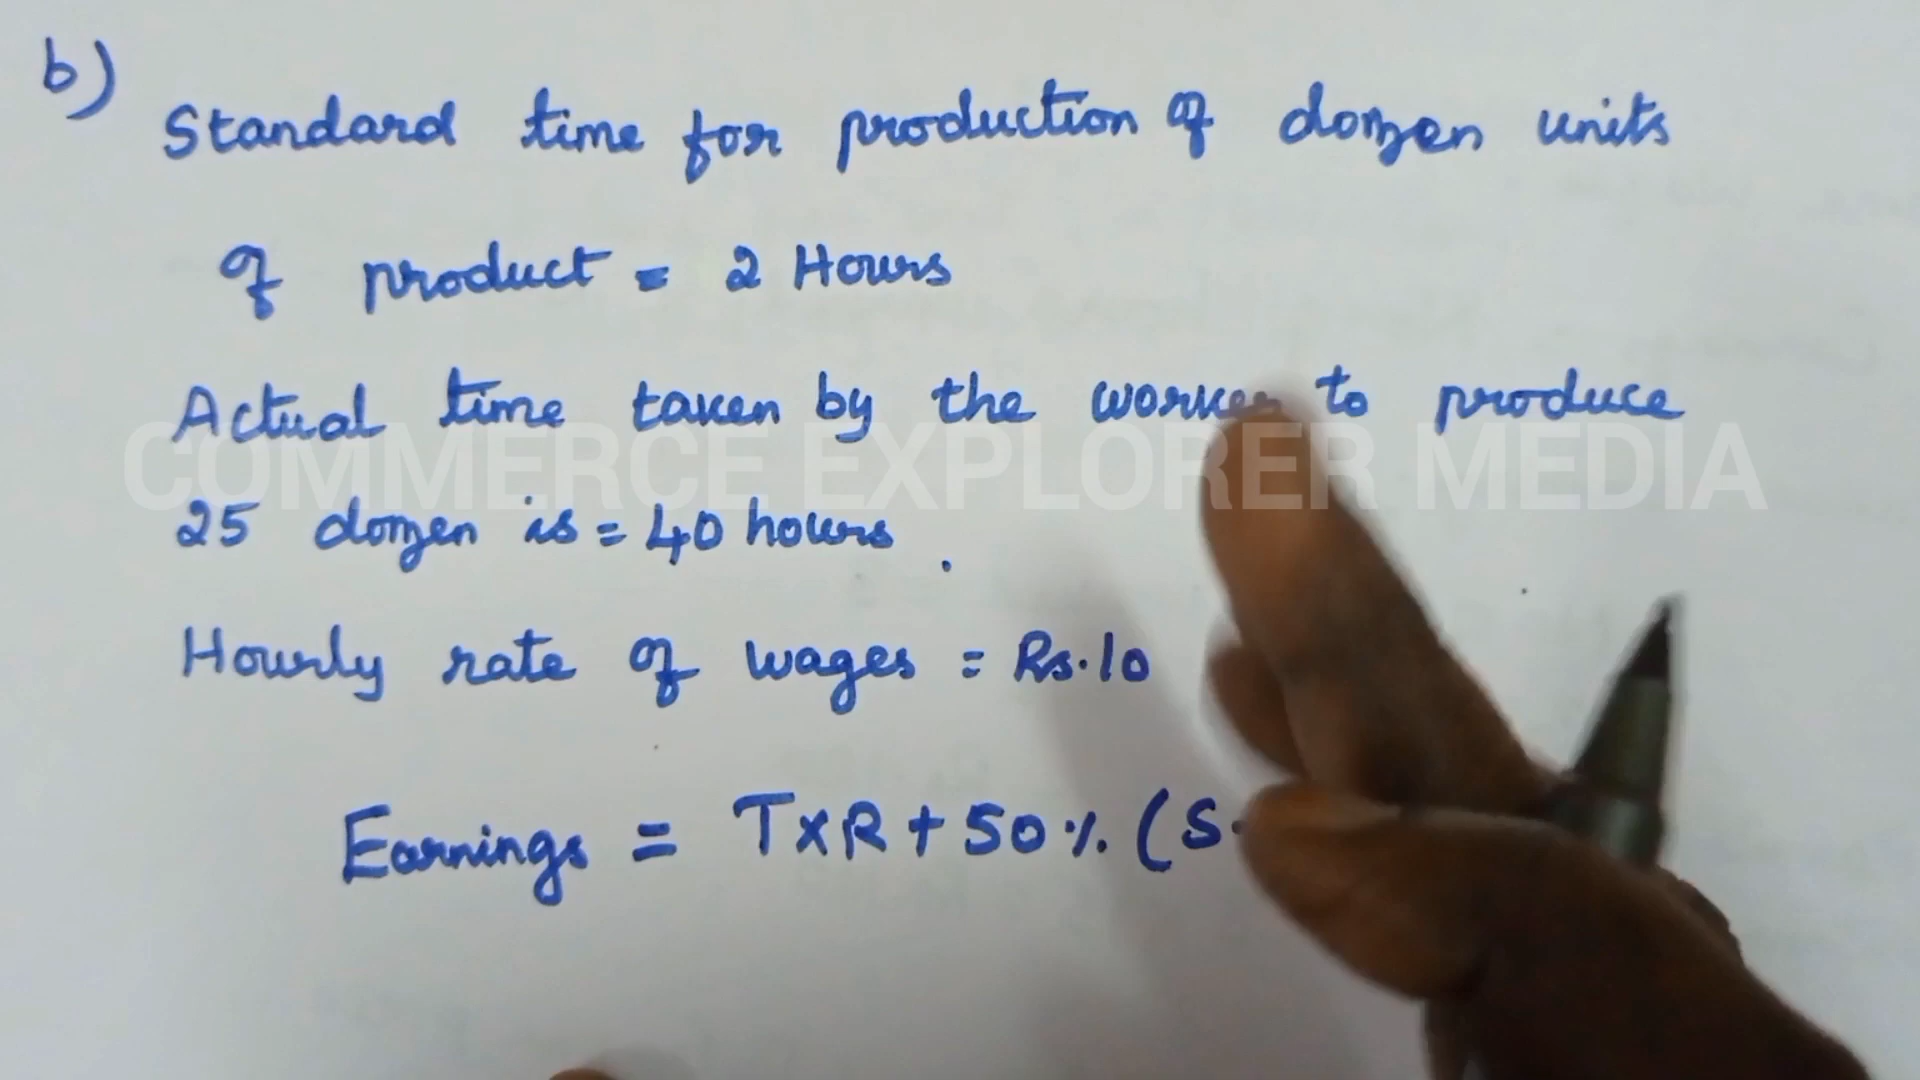 b)
Standard time for production of dozen units
of product = 2 Hours
Actual time taken by the worker to produce
COMMERCE EXPLORER MEDIA
25 dozen is = 40 hours.
Hourly rate of wages = Rs.10
Earnings = T×R+50% (S